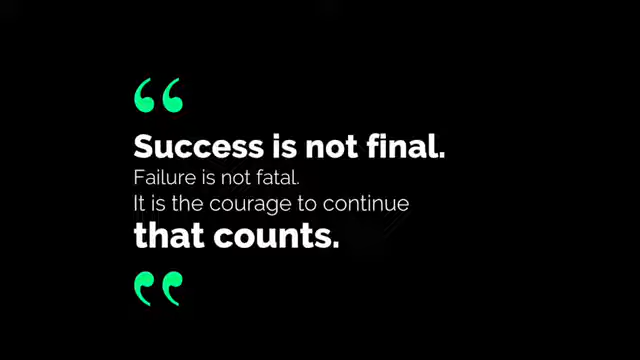 “
Success is not final.
Failure is not fatal.
It is the courage to continue
that counts.
”